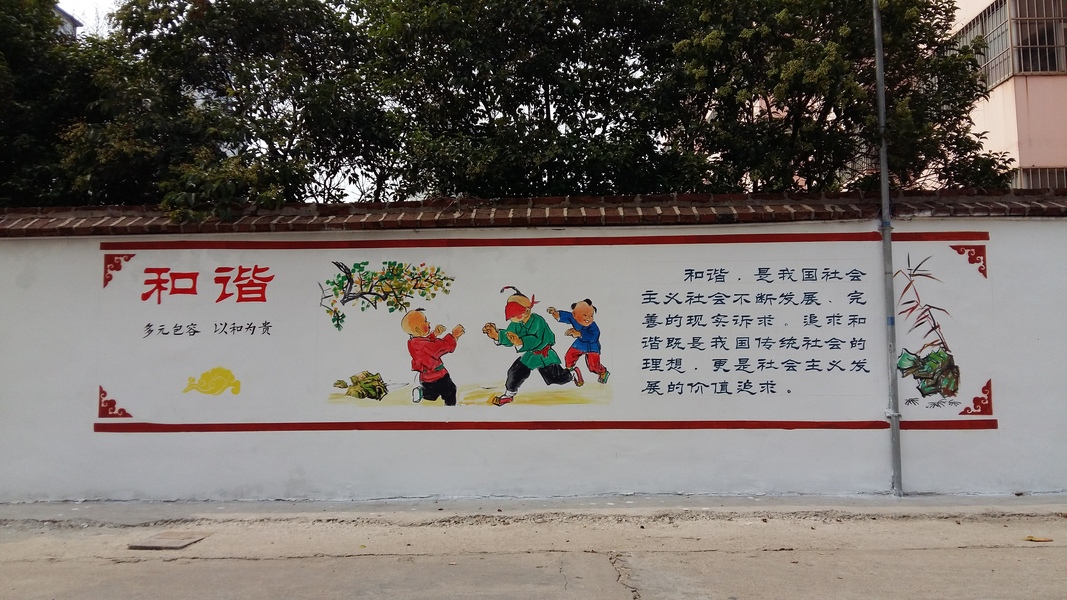 和谐
多元包容 以和为贵
和谐，是我国社会
主义社会不断发展、完
善的现实诉求。追求和
谐既是我国传统社会的
理想，更是社会主义发
展的价值追求。